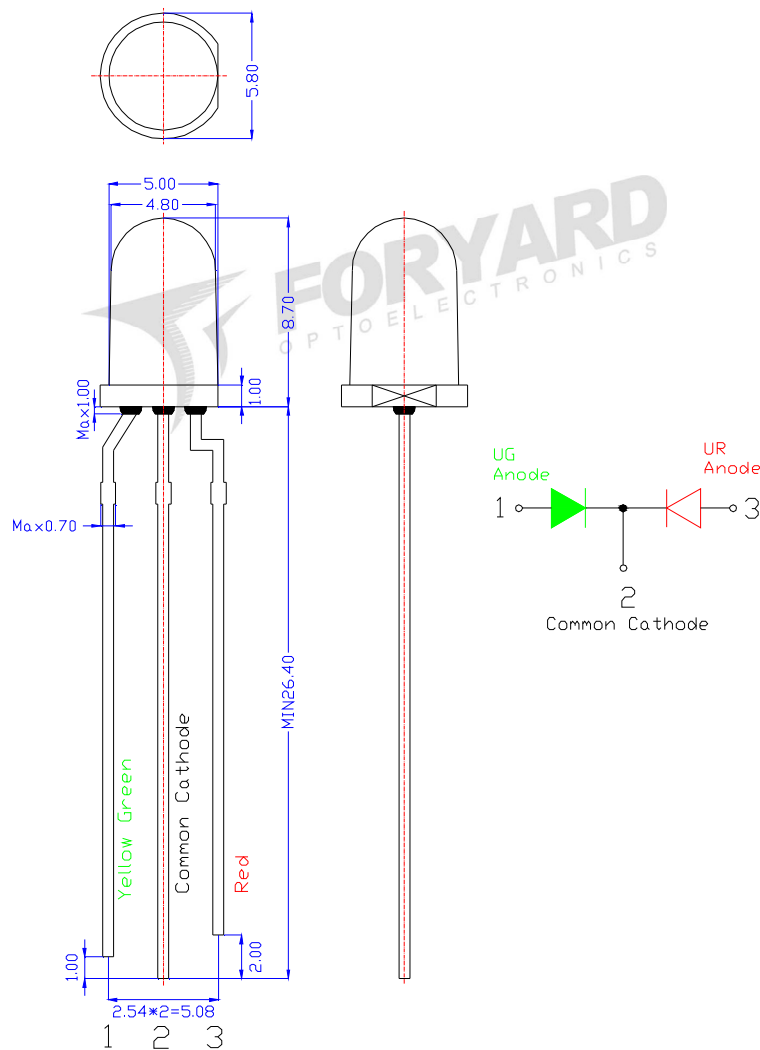 5.80
5.00
4.80
FORYARD
OPTOELECTRONICS
8.70
1.00
Max1.00
Max0.70
UG
Anode
UR
Anode
1
3
2
Common Cathode
MIN26.40
Yellow Green
Common Cathode
Red
1.00
2.00
2.54*2=5.08
1 2 3